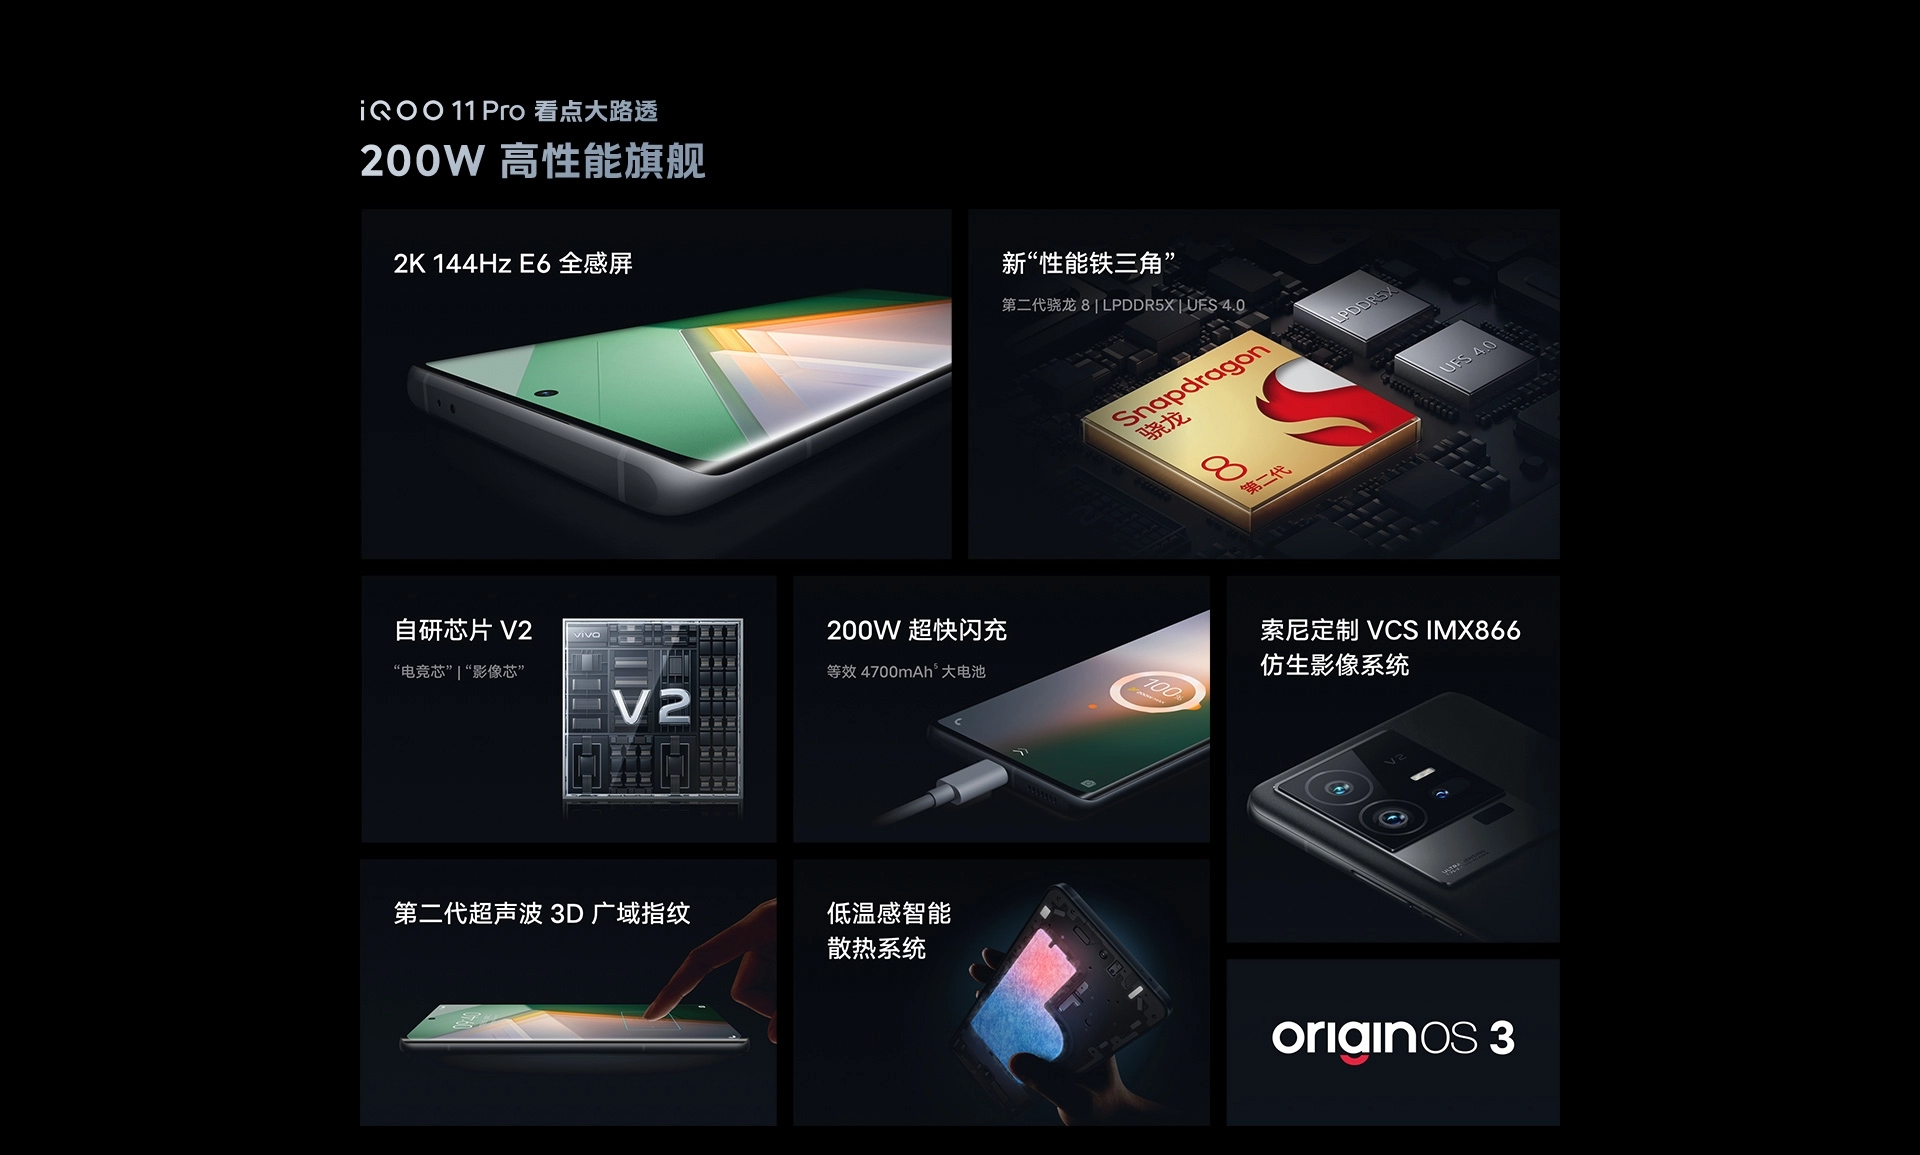 iQOO 11 Pro 看点大路透
200W 高性能旗舰
2K 144Hz E6 全感屏
新“性能铁三角”
第二代骁龙 8 | LPDDR5X | UFS 4.0
LPDDR5X
UFS 4.0
Snapdragon
骁龙
8
第二代
自研芯片 V2
“电竞芯” | “影像芯”
vivo
V2
200W 超快闪充
等效 4700mAh⁵ 大电池
100%
索尼定制 VCS IMX866
仿生影像系统
V2
第二代超声波 3D 广域指纹
09:40
低温感智能
散热系统
OriginOS 3